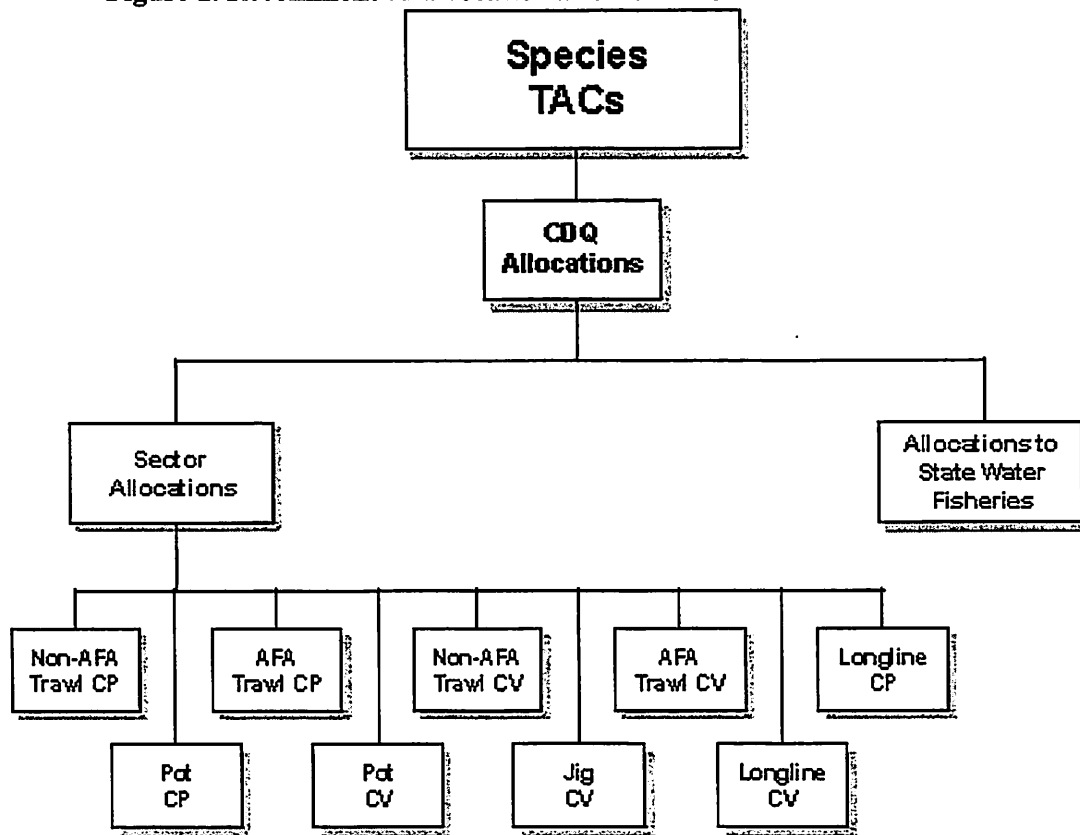 Species
TACs
CDQ
Allocations
Sector
Allocations
Allocations to
State Water
Fisheries
Non-AFA
Trawl CP
AFA
Trawl CP
Non-AFA
Trawl CV
AFA
Trawl CV
Longline
CP
Pot
CP
Pot
CV
Jig
CV
Longline
CV